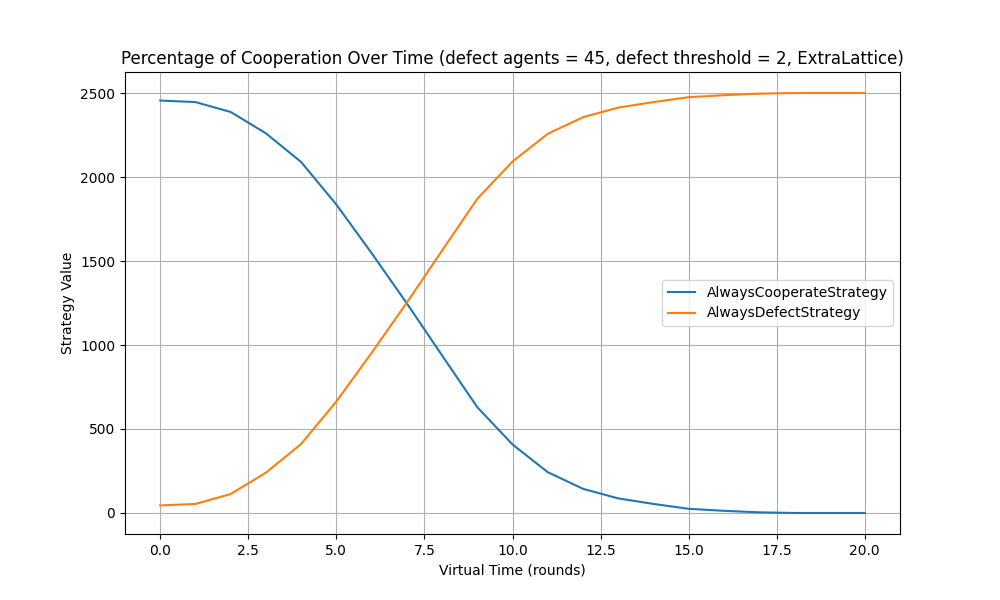 Percentage of Cooperation Over Time (defect agents = 45, defect threshold = 2, ExtraLattice)
2500
2000
1500
1000
500
0
Strategy Value
AlwaysCooperateStrategy
AlwaysDefectStrategy
0.0 2.5 5.0 7.5 10.0 12.5 15.0 17.5 20.0
Virtual Time (rounds)